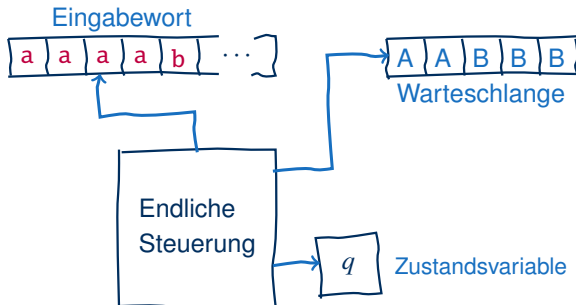 Eingabewort
a a a a b ...
A A B B B
Warteschlange
Endliche
Steuerung
q
Zustandsvariable